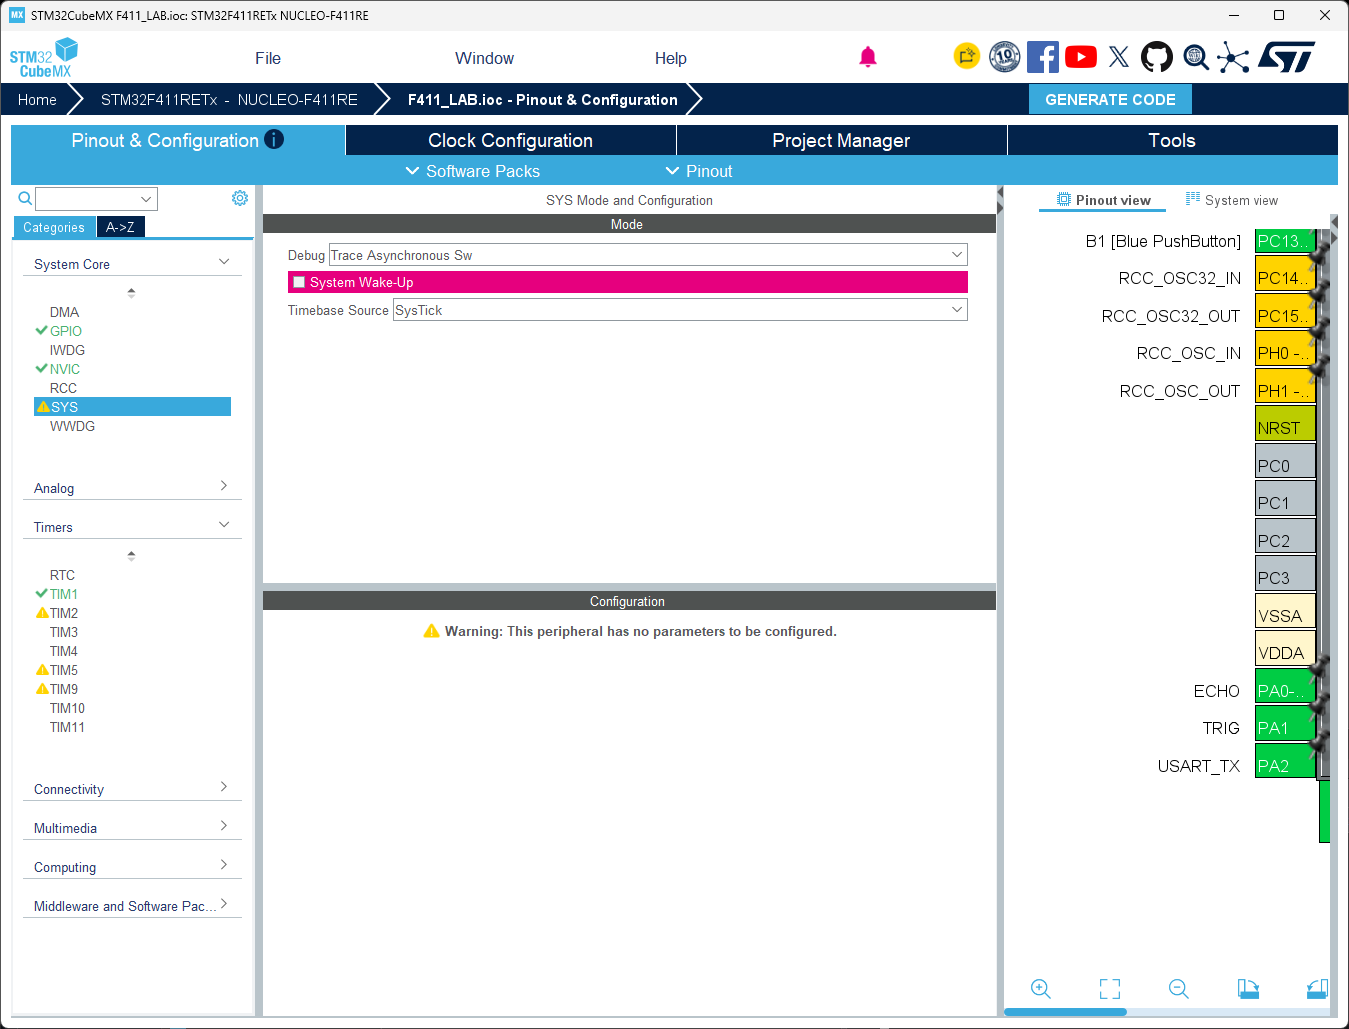 MX STM32CubeMX F411_LAB.ioc: STM32F411RETx NUCLEO-F411RE
STM32
CubeMX
File
Window
Help
10
Home
STM32F411RETx - NUCLEO-F411RE
F411_LAB.ioc - Pinout & Configuration
GENERATE CODE
Pinout & Configuration
Clock Configuration
Project Manager
Tools
Software Packs
Pinout
Categories
A->Z
System Core
DMA
GPIO
IWDG
NVIC
RCC
SYS
WWDG
Analog
Timers
RTC
TIM1
TIM2
TIM3
TIM4
TIM5
TIM9
TIM10
TIM11
Connectivity
Multimedia
Computing
Middleware and Software Pac...
SYS Mode and Configuration
Mode
Debug Trace Asynchronous Sw
System Wake-Up
Timebase Source SysTick
Configuration
Warning: This peripheral has no parameters to be configured.
Pinout view
System view
B1 [Blue PushButton] PC13..
RCC_OSC32_IN PC14..
RCC_OSC32_OUT PC15..
RCC_OSC_IN PH0 -..
RCC_OSC_OUT PH1 -..
NRST
PC0
PC1
PC2
PC3
VSSA
VDDA
ECHO PA0-..
TRIG PA1
USART_TX PA2